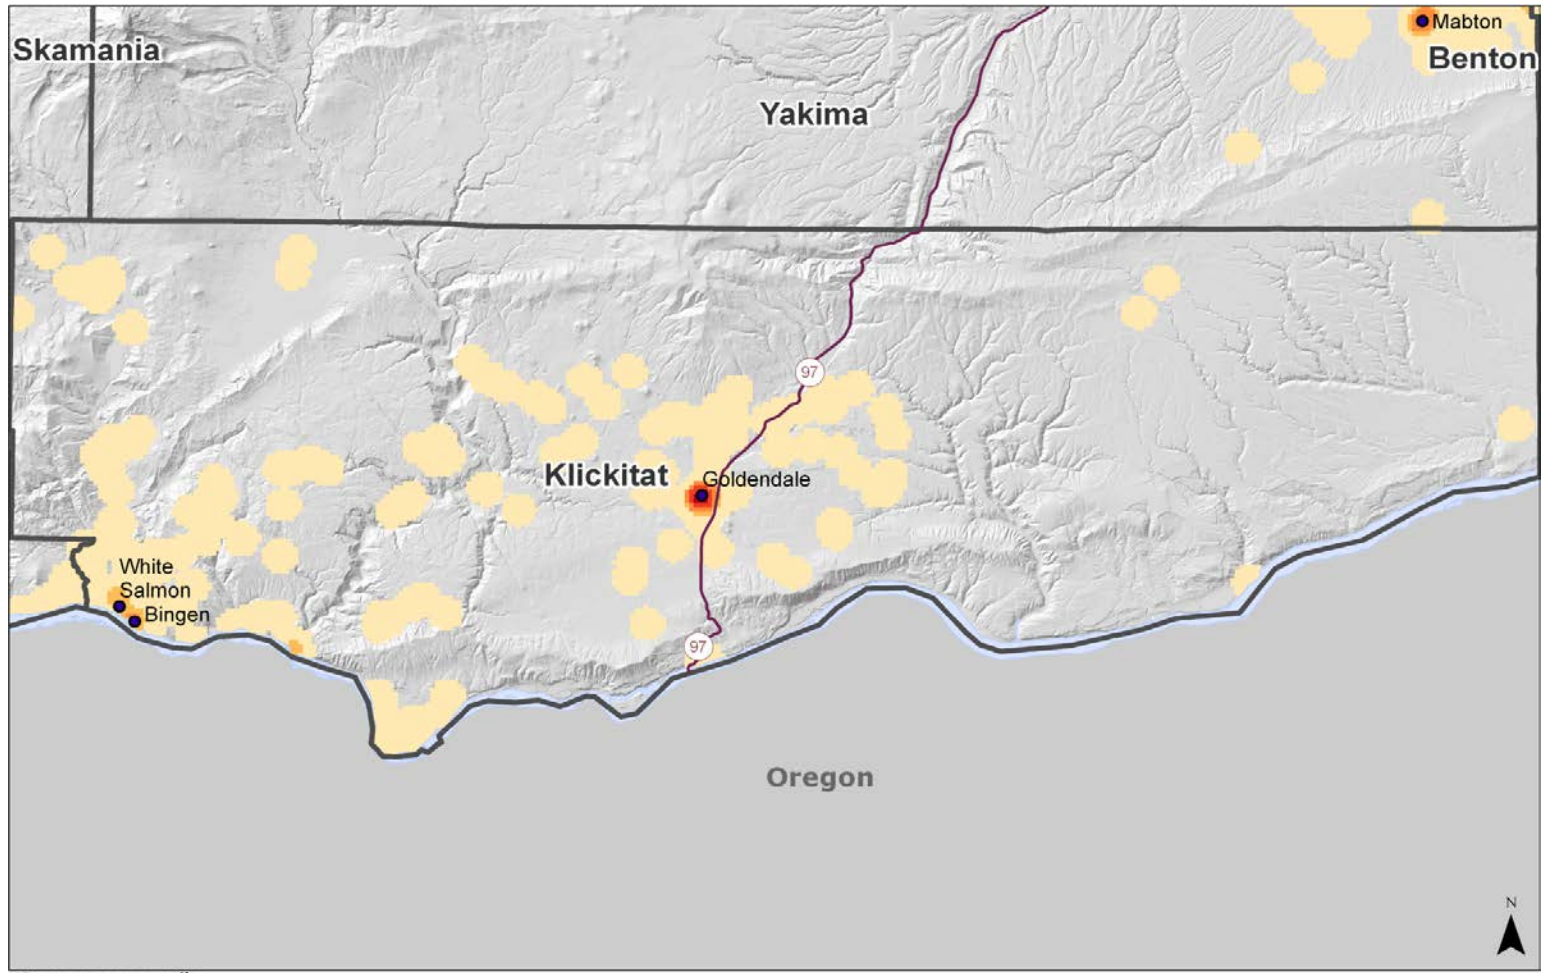 Skamania
Mabton
Benton
Yakima
97
Klickitat
Goldendale
White
Salmon
Bingen
97
Oregon
N